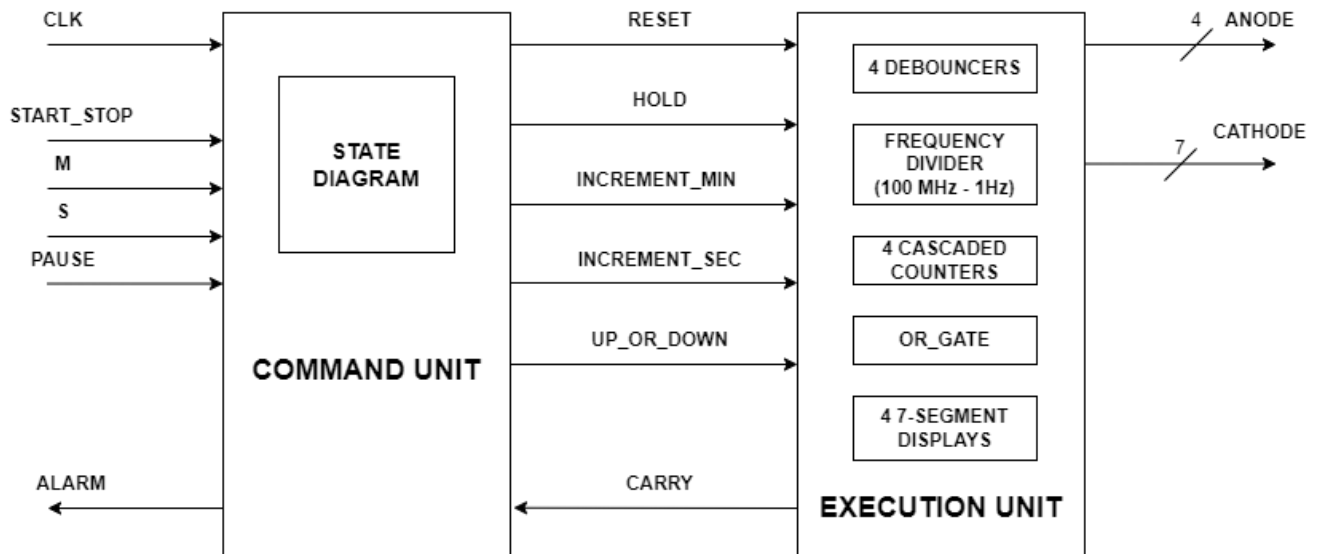 CLK
START_STOP
M
S
PAUSE
ALARM
STATE
DIAGRAM
COMMAND UNIT
RESET
HOLD
INCREMENT_MIN
INCREMENT_SEC
UP_OR_DOWN
CARRY
4 DEBOUNCERS
FREQUENCY
DIVIDER
(100 MHz - 1Hz)
4 CASCADED
COUNTERS
OR_GATE
4 7-SEGMENT
DISPLAYS
EXECUTION UNIT
4 ANODE
7 CATHODE